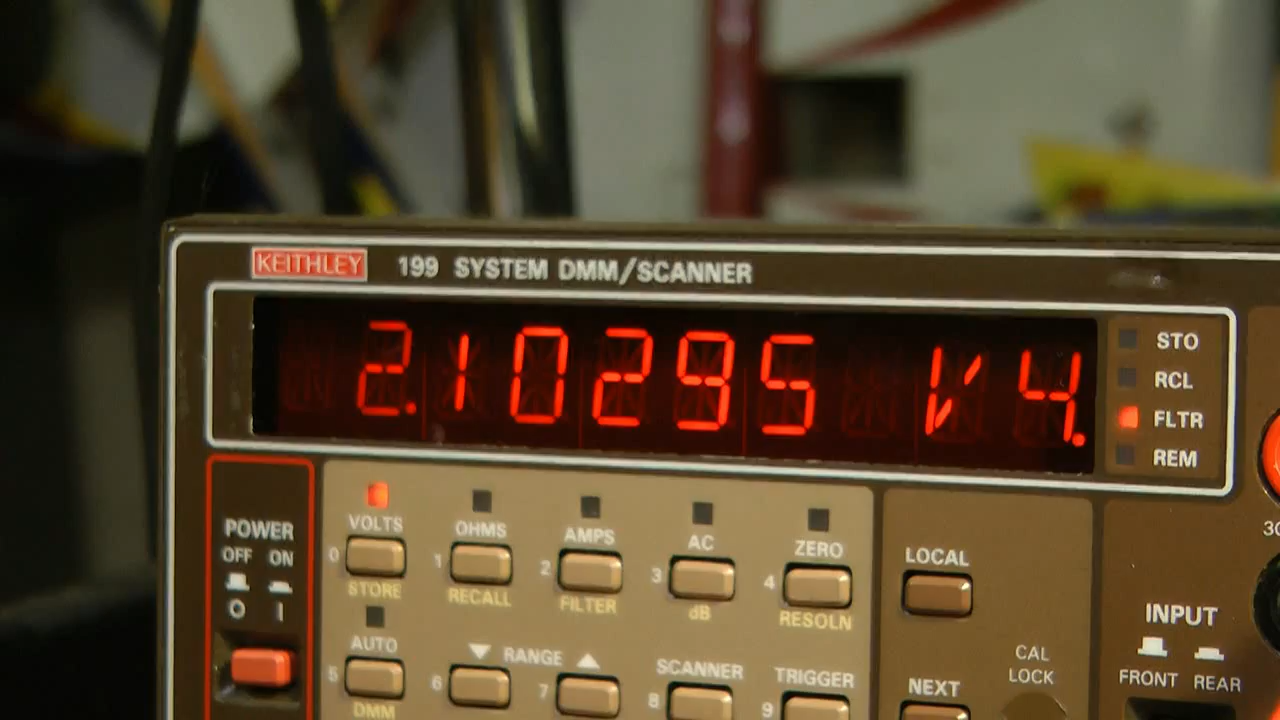 KEITHLEY 199 SYSTEM DMM/SCANNER
2.10295 V4.
STO
RCL
FLTR
REM
POWER
OFF ON
O I
VOLTS OHMS AMPS AC ZERO
0 1 2 3 4
STORE RECALL FILTER dB RESOLN
AUTO RANGE SCANNER TRIGGER
5 6 7 8 9
DMM
LOCAL
NEXT
CAL
LOCK
INPUT
FRONT REAR
30